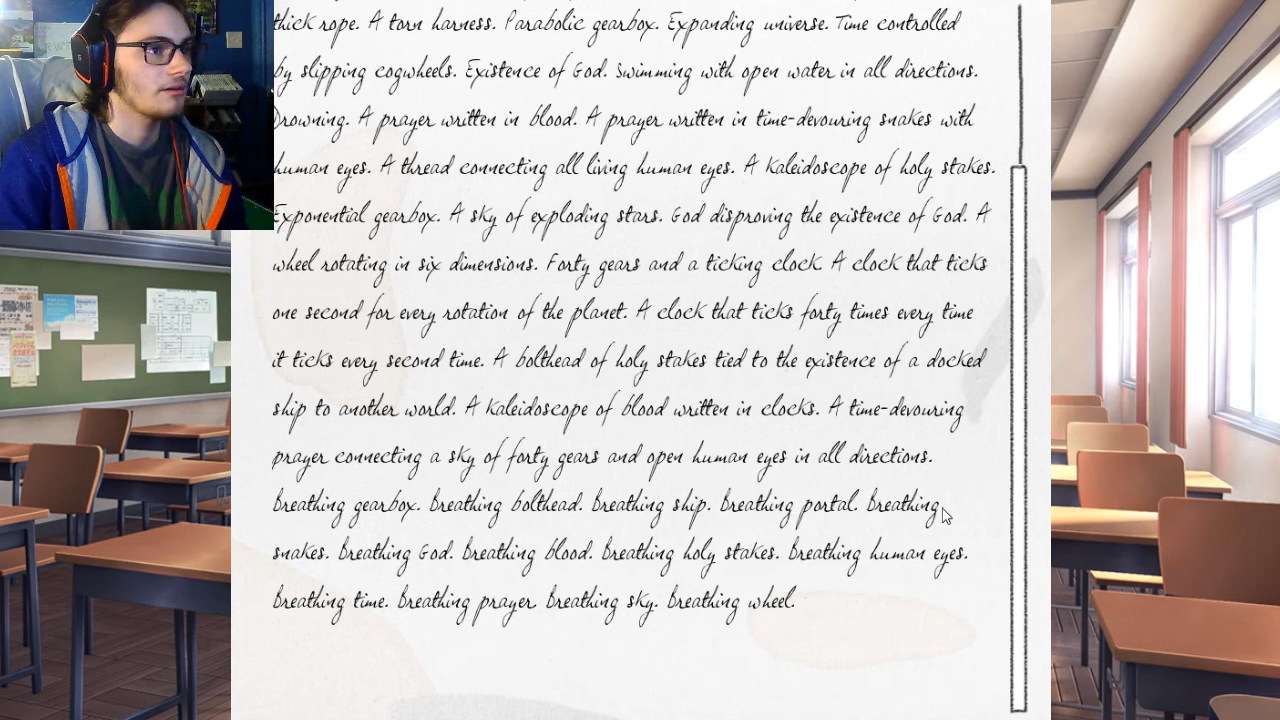 thick rope. A torn harness. Parabolic gearbox. Expanding universe. Time controlled
by slipping cogwheels. Existence of God. Swimming with open water in all directions.
Drowning. A prayer written in blood. A prayer written in time-devouring snakes with
human eyes. A thread connecting all living human eyes. A kaleidoscope of holy stakes.
Exponential gearbox. A sky of exploding stars. God disproving the existence of God. A
wheel rotating in six dimensions. Forty gears and a ticking clock. A clock that ticks
one second for every rotation of the planet. A clock that ticks forty times every time
it ticks every second time. A bolthead of holy stakes tied to the existence of a docked
ship to another world. A kaleidoscope of blood written in clocks. A time-devouring
prayer connecting a sky of forty gears and open human eyes in all directions.
Breathing gearbox. Breathing bolthead. Breathing ship. Breathing portal. Breathing
snakes. Breathing God. Breathing blood. Breathing holy stakes. Breathing human eyes.
Breathing time. Breathing prayer. Breathing sky. Breathing wheel.